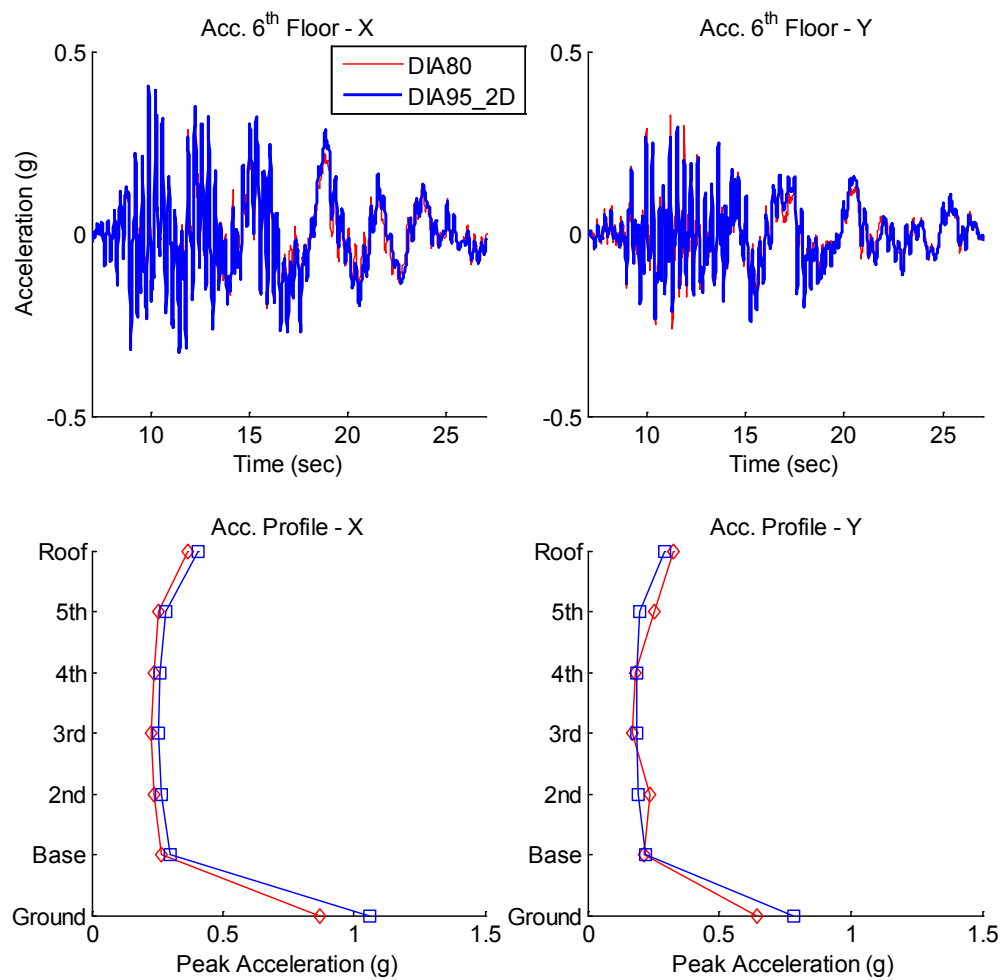 Acc. 6th Floor - X
Acc. 6th Floor - Y
DIA80
DIA95_2D
0.5
0
-0.5
Acceleration (g)
10 15 20 25
Time (sec)
0.5
0
-0.5
10 15 20 25
Time (sec)
Acc. Profile - X
Roof
5th
4th
3rd
2nd
Base
Ground
0 0.5 1 1.5
Peak Acceleration (g)
Acc. Profile - Y
Roof
5th
4th
3rd
2nd
Base
Ground
0 0.5 1 1.5
Peak Acceleration (g)